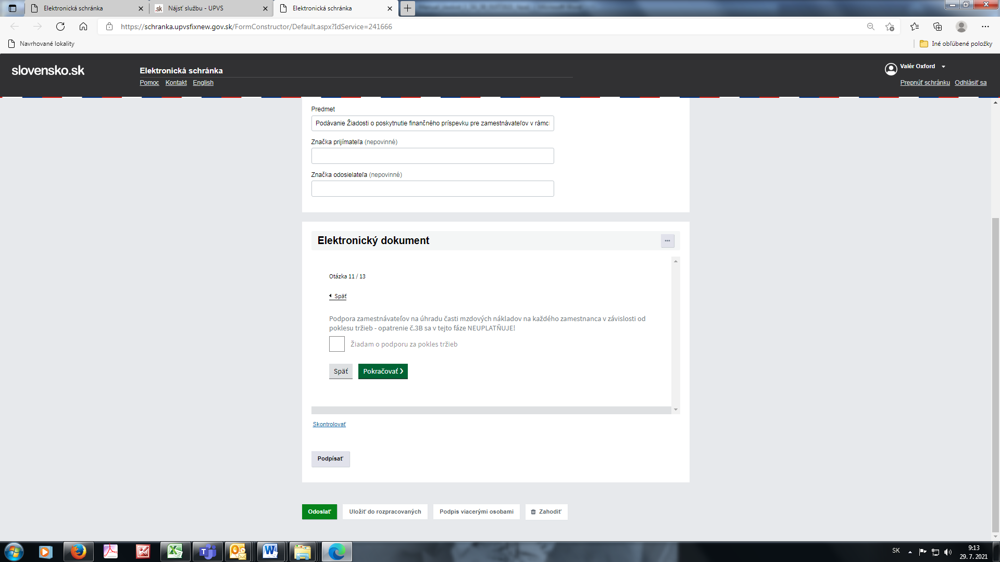 Elektronická schránka
Nájsť službu - UPVS
Elektronická schránka
https://schranka.upvsfixnew.gov.sk/FormConstructor/Default.aspx?IdService=241666
Navrhované lokality
Iné obľúbené položky
slovensko.sk
Elektronická schránka
Pomoc Kontakt English
Valér Oxford
Prepnúť schránku Odhlásiť sa
Predmet
Podávanie Žiadosti o poskytnutie finančného príspevku pre zamestnávateľov v rámci
Značka prijímateľa (nepovinné)
Značka odosielateľa (nepovinné)
Elektronický dokument
Otázka 11 / 13
Späť
Podpora zamestnávateľov na úhradu časti mzdových nákladov na každého zamestnanca v závislosti od
poklesu tržieb - opatrenie č.3B sa v tejto fáze NEUPLATŇUJE!
Žiadam o podporu za pokles tržieb
Späť Pokračovať
Skontrolovať
Podpísať
Odoslať Uložiť do rozpracovaných Podpis viacerými osobami Zahodiť
SK
9:13
29. 7. 2021